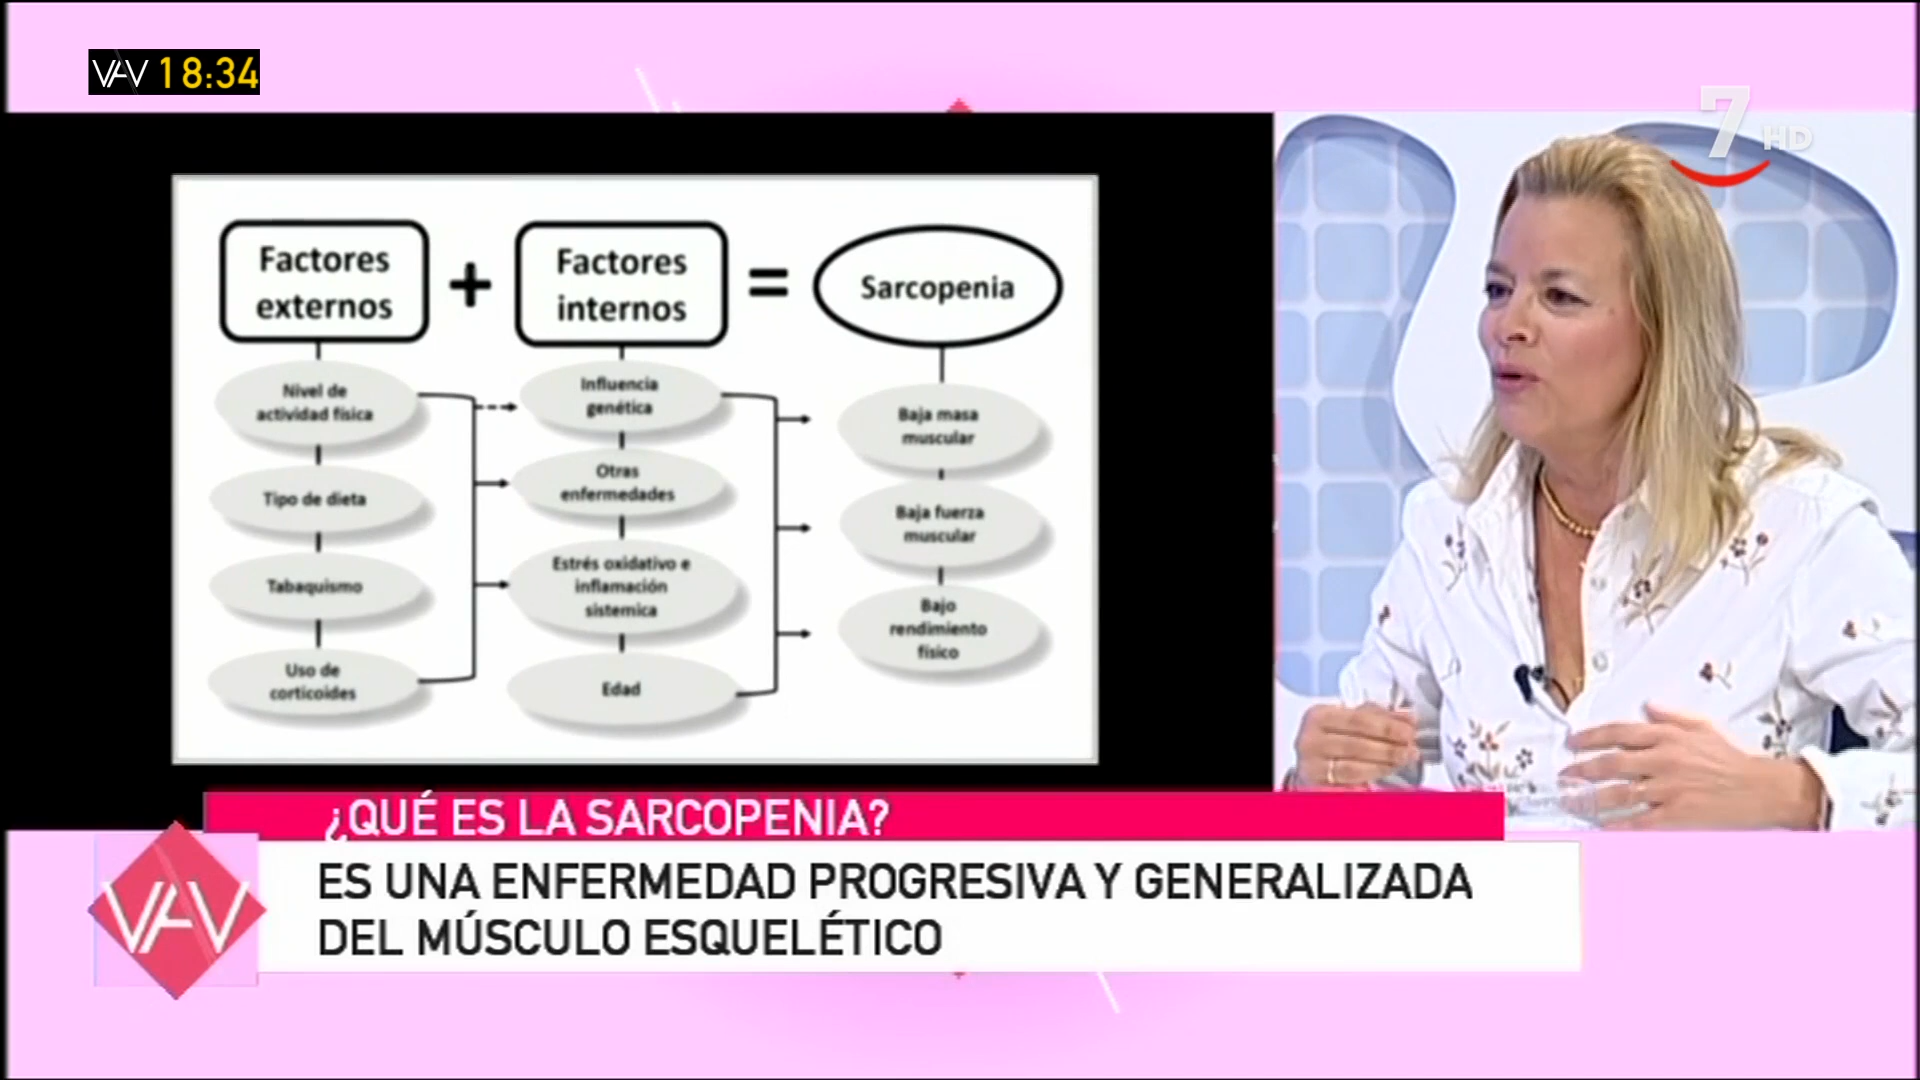 VAV 18:34
7 HD
Factores
externos
+
Factores
internos
=
Sarcopenia
Nivel de
actividad física
Tipo de dieta
Tabaquismo
Uso de
corticoides
Influencia
genética
Otras
enfermedades
Estrés oxidativo e
inflamación
sistemica
Edad
Baja masa
muscular
Baja fuerza
muscular
Bajo
rendimiento
físico
¿QUÉ ES LA SARCOPENIA?
VAV
ES UNA ENFERMEDAD PROGRESIVA Y GENERALIZADA
DEL MÚSCULO ESQUELÉTICO